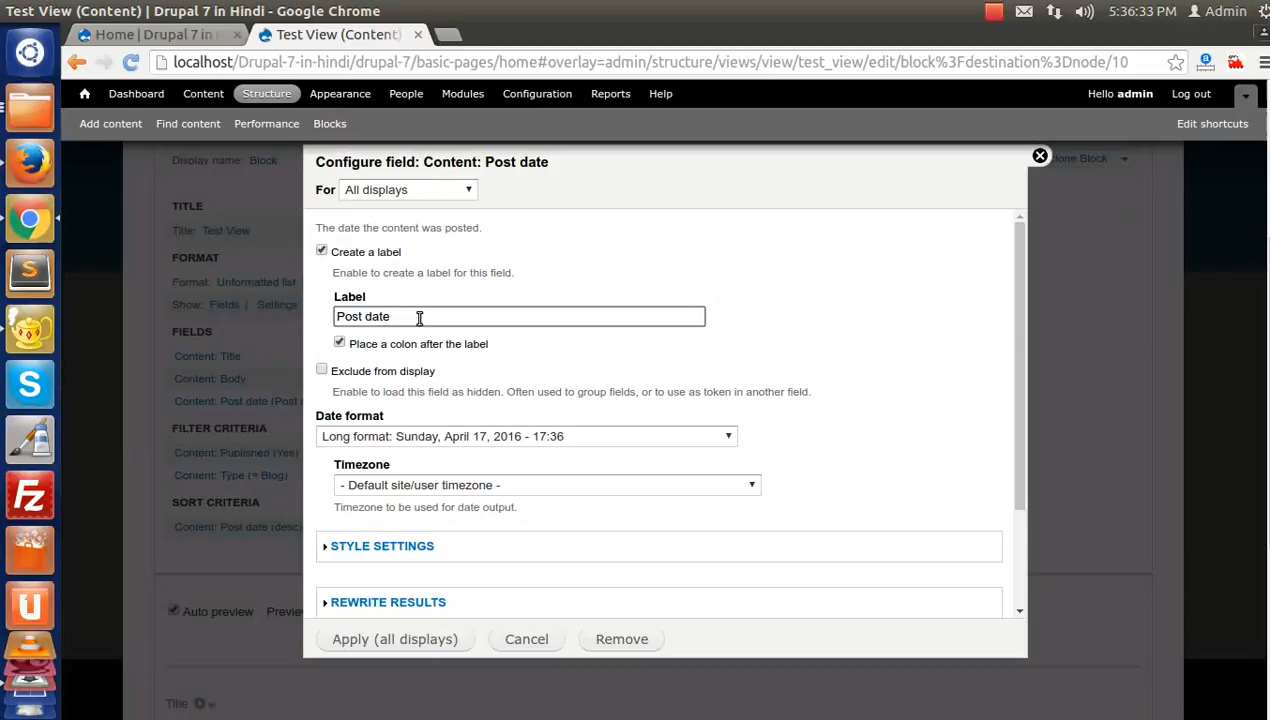 Test View (Content) | Drupal 7 in Hindi - Google Chrome
5:36:33 PM
Admin
Home | Drupal 7 in
Test View (Content)
localhost/Drupal-7-in-hindi/drupal-7/basic-pages/home#overlay=admin/structure/views/view/test_view/edit/block%3Fdestination%3Dnode/10
Dashboard Content Structure Appearance People Modules Configuration Reports Help
Hello admin Log out
Add content Find content Performance Blocks
Edit shortcuts
Display name: Block
Block
TITLE
Title: Test View
FORMAT
Format: Unformatted list
Show: Fields | Settings
FIELDS
Content: Title
Content: Body
Content: Post date (Post
FILTER CRITERIA
Content: Published (Yes)
Content: Type (= Blog)
SORT CRITERIA
Content: Post date (desc)
Auto preview
Title
Configure field: Content: Post date
For All displays
The date the content was posted.
Create a label
Enable to create a label for this field.
Label
Post date
Place a colon after the label
Exclude from display
Enable to load this field as hidden. Often used to group fields, or to use as token in another field.
Date format
Long format: Sunday, April 17, 2016 - 17:36
Timezone
- Default site/user timezone -
Timezone to be used for date output.
STYLE SETTINGS
REWRITE RESULTS
Apply (all displays) Cancel Remove